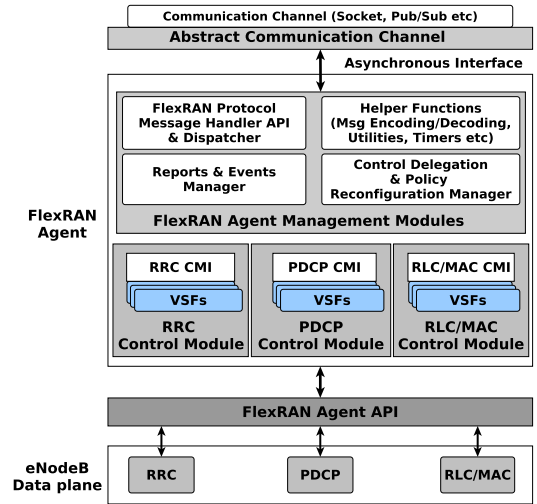 Communication Channel (Socket, Pub/Sub etc)
Abstract Communication Channel
Asynchronous Interface
FlexRAN Protocol
Message Handler API
& Dispatcher
Helper Functions
(Msg Encoding/Decoding,
Utilities, Timers etc)
Reports & Events
Manager
Control Delegation
& Policy
Reconfiguration Manager
FlexRAN Agent Management Modules
FlexRAN
Agent
RRC CMI
VSFs
RRC
Control Module
PDCP CMI
VSFs
PDCP
Control Module
RLC/MAC CMI
VSFs
RLC/MAC
Control Module
FlexRAN Agent API
eNodeB
Data plane
RRC
PDCP
RLC/MAC